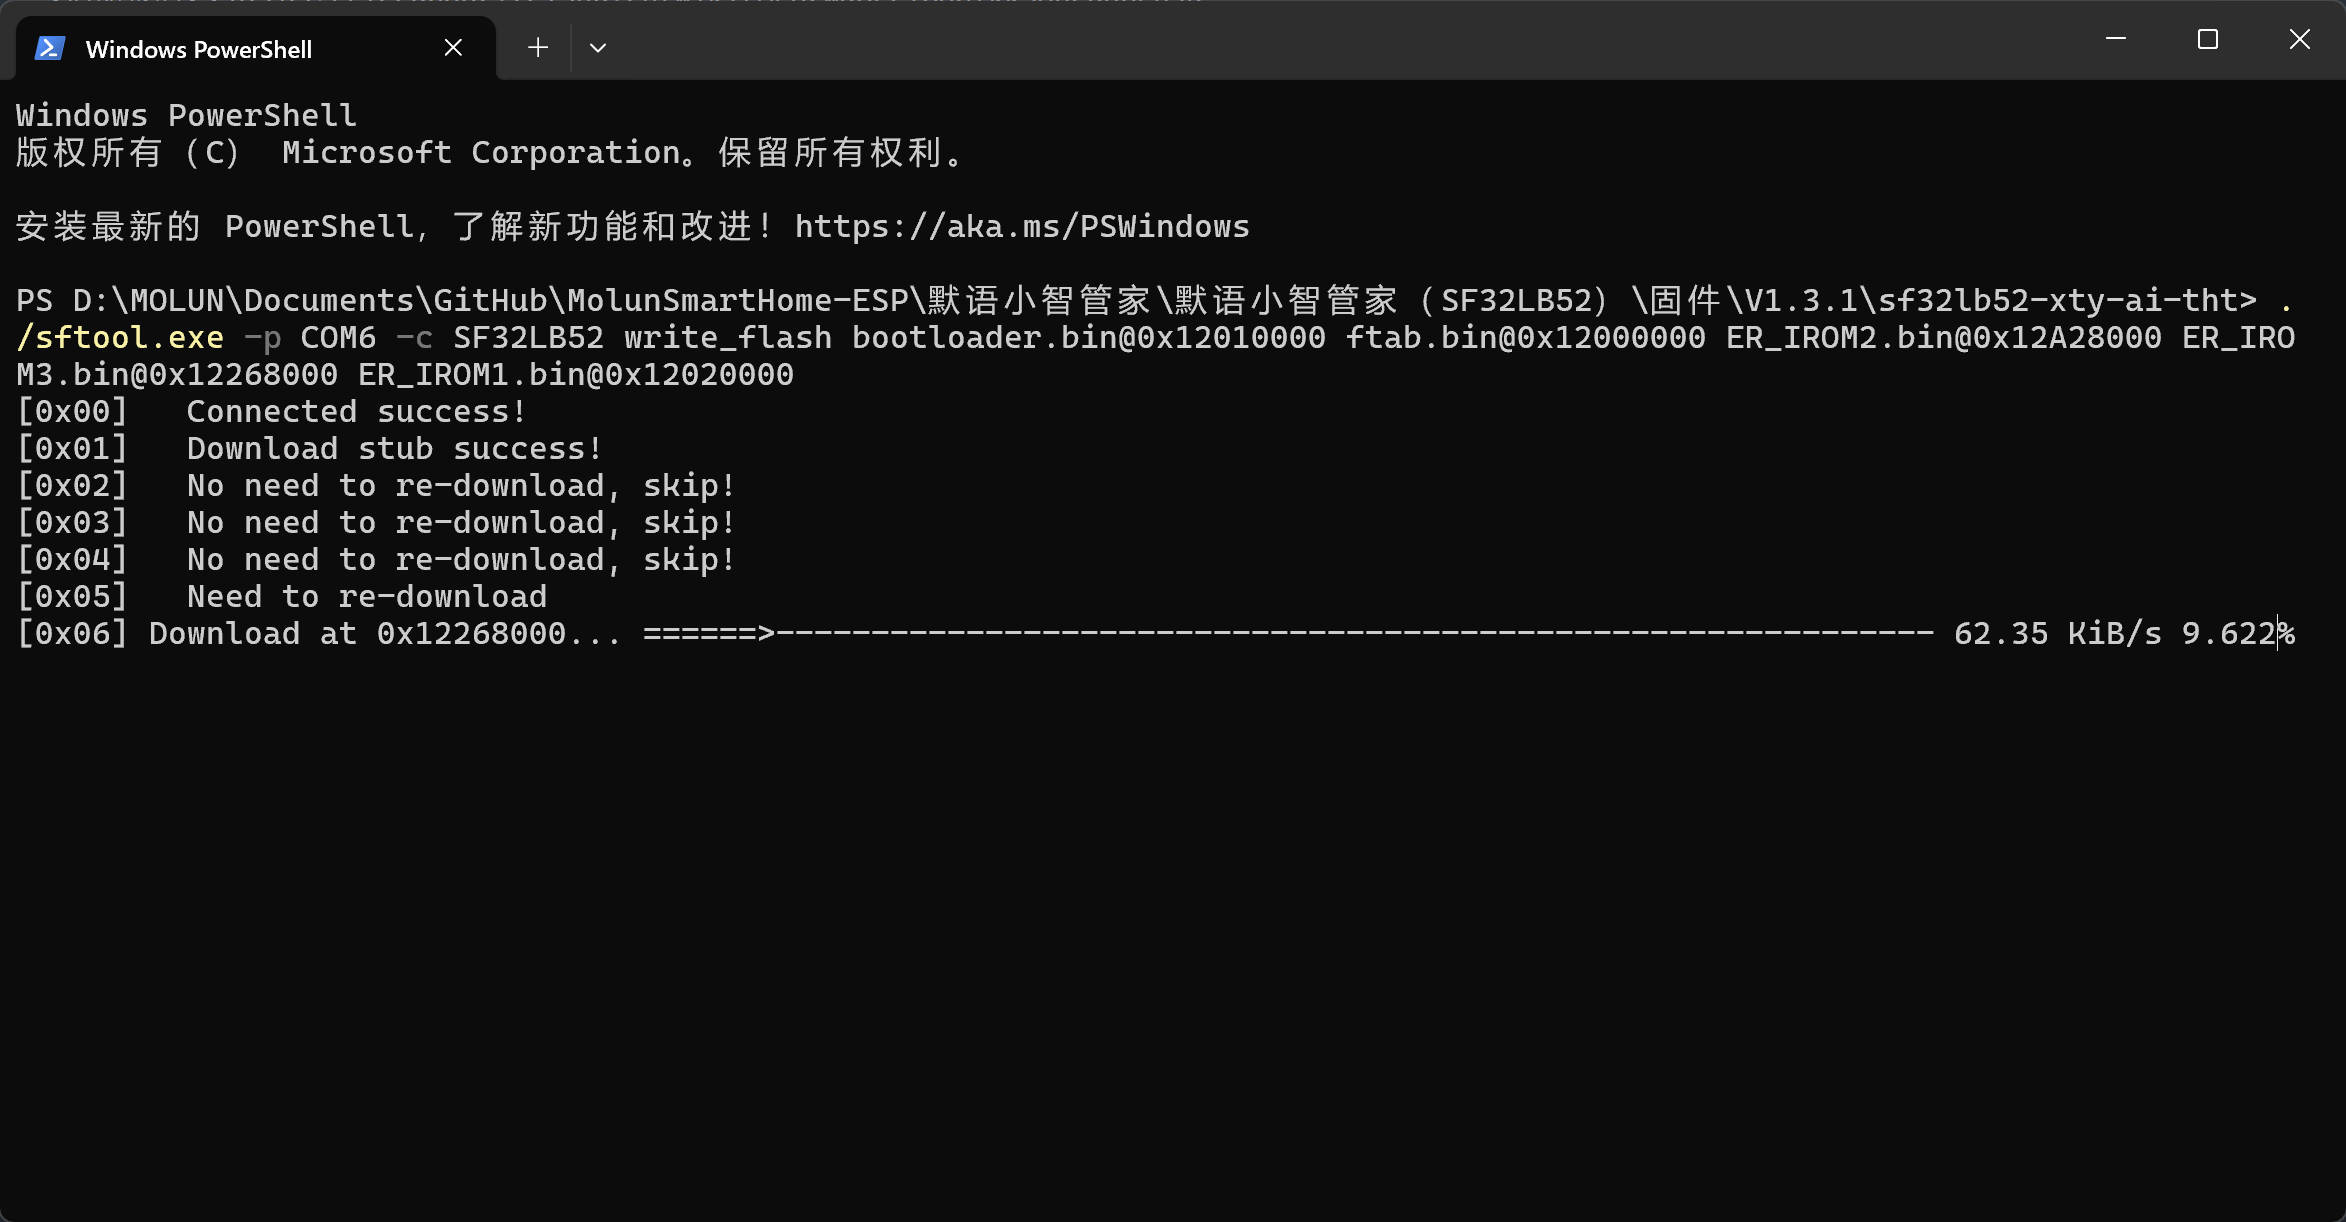 Windows PowerShell
Windows PowerShell
版权所有（C） Microsoft Corporation。保留所有权利。
安装最新的 PowerShell，了解新功能和改进！https://aka.ms/PSWindows
PS D:\MOLUN\Documents\GitHub\MolunSmartHome-ESP\默语小智管家\默语小智管家（SF32LB52）\固件\V1.3.1\sf32lb52-xty-ai-tht> .
/sftool.exe -p COM6 -c SF32LB52 write_flash bootloader.bin@0x12010000 ftab.bin@0x12000000 ER_IROM2.bin@0x12A28000 ER_IRO
M3.bin@0x12268000 ER_IROM1.bin@0x12020000
[0x00]   Connected success!
[0x01]   Download stub success!
[0x02]   No need to re-download, skip!
[0x03]   No need to re-download, skip!
[0x04]   No need to re-download, skip!
[0x05]   Need to re-download
[0x06] Download at 0x12268000... ======>------------------------------------------------------------- 62.35 KiB/s 9.622%